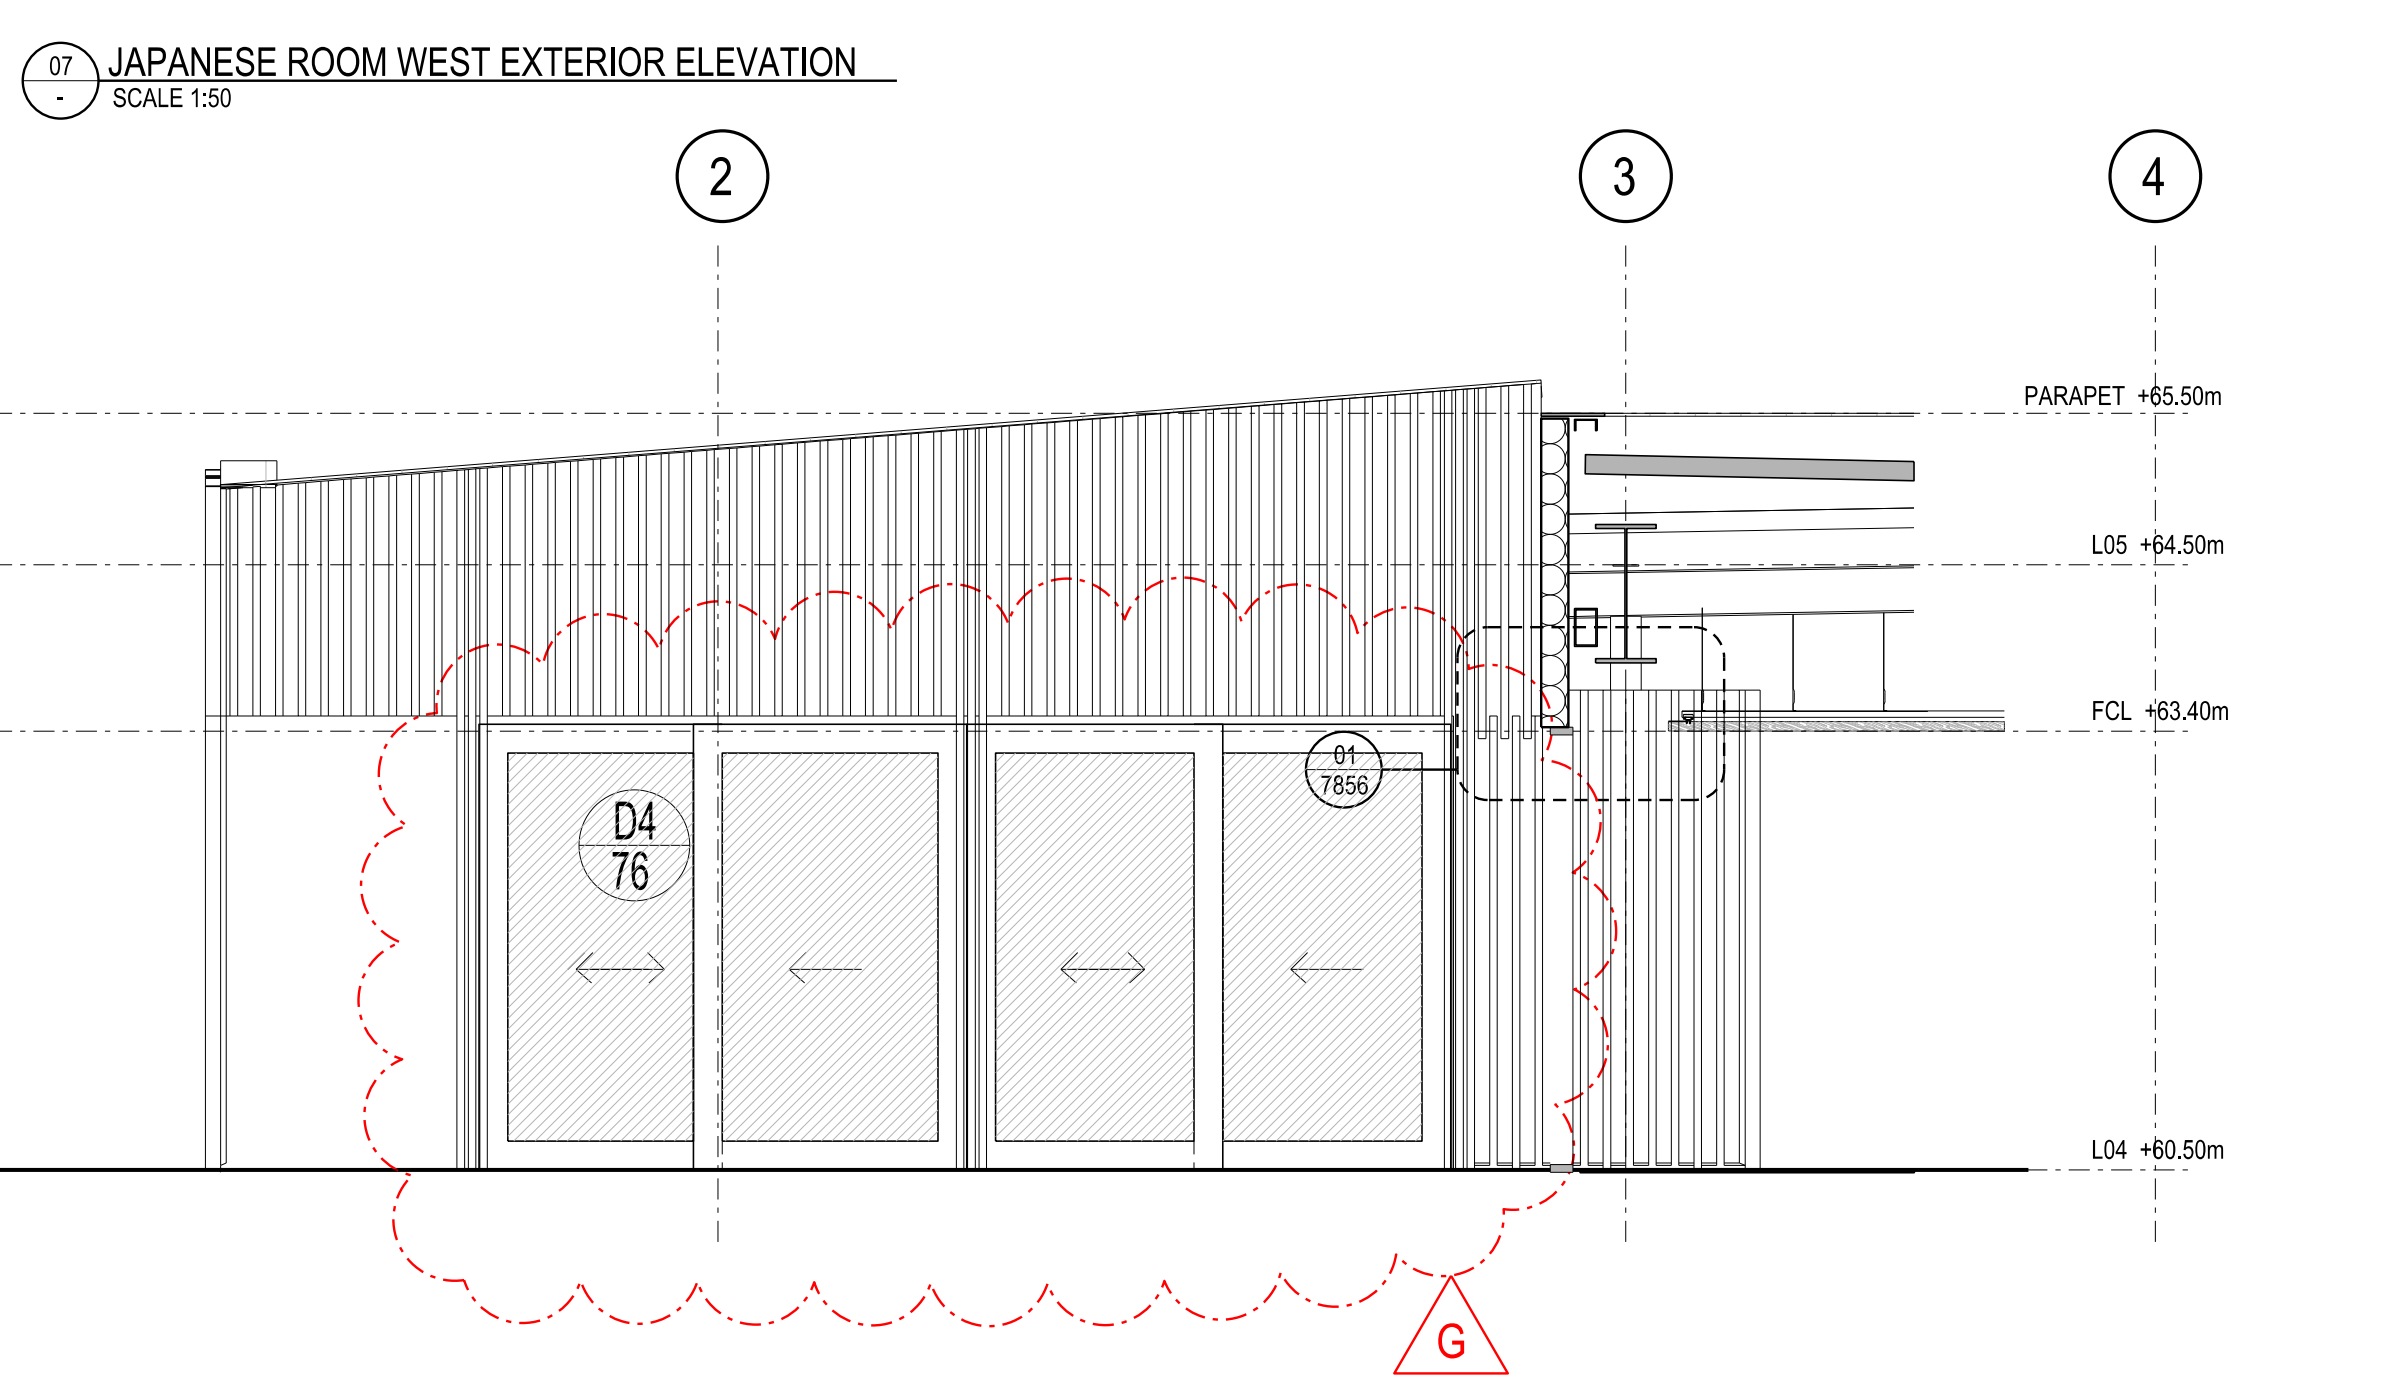 07
-
JAPANESE ROOM WEST EXTERIOR ELEVATION
SCALE 1:50
2
3
4
PARAPET +65.50m
L05 +64.50m
FCL +63.40m
01
7856
D4
76
L04 +60.50m
G